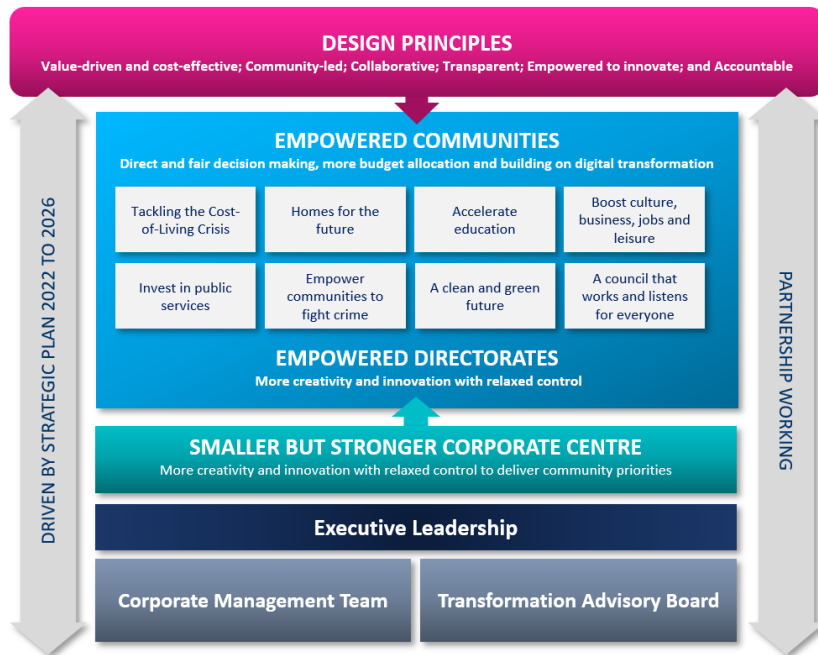 DESIGN PRINCIPLES
Value-driven and cost-effective; Community-led; Collaborative; Transparent; Empowered to innovate; and Accountable
DRIVEN BY STRATEGIC PLAN 2022 TO 2026
EMPOWERED COMMUNITIES
Direct and fair decision making, more budget allocation and building on digital transformation
Tackling the Cost-
of-Living Crisis
Homes for the
future
Accelerate
education
Boost culture,
business, jobs and
leisure
Invest in public
services
Empower
communities to
fight crime
A clean and green
future
A council that
works and listens
for everyone
EMPOWERED DIRECTORATES
More creativity and innovation with relaxed control
SMALLER BUT STRONGER CORPORATE CENTRE
More creativity and innovation with relaxed control to deliver community priorities
Executive Leadership
Corporate Management Team
Transformation Advisory Board
PARTNERSHIP WORKING